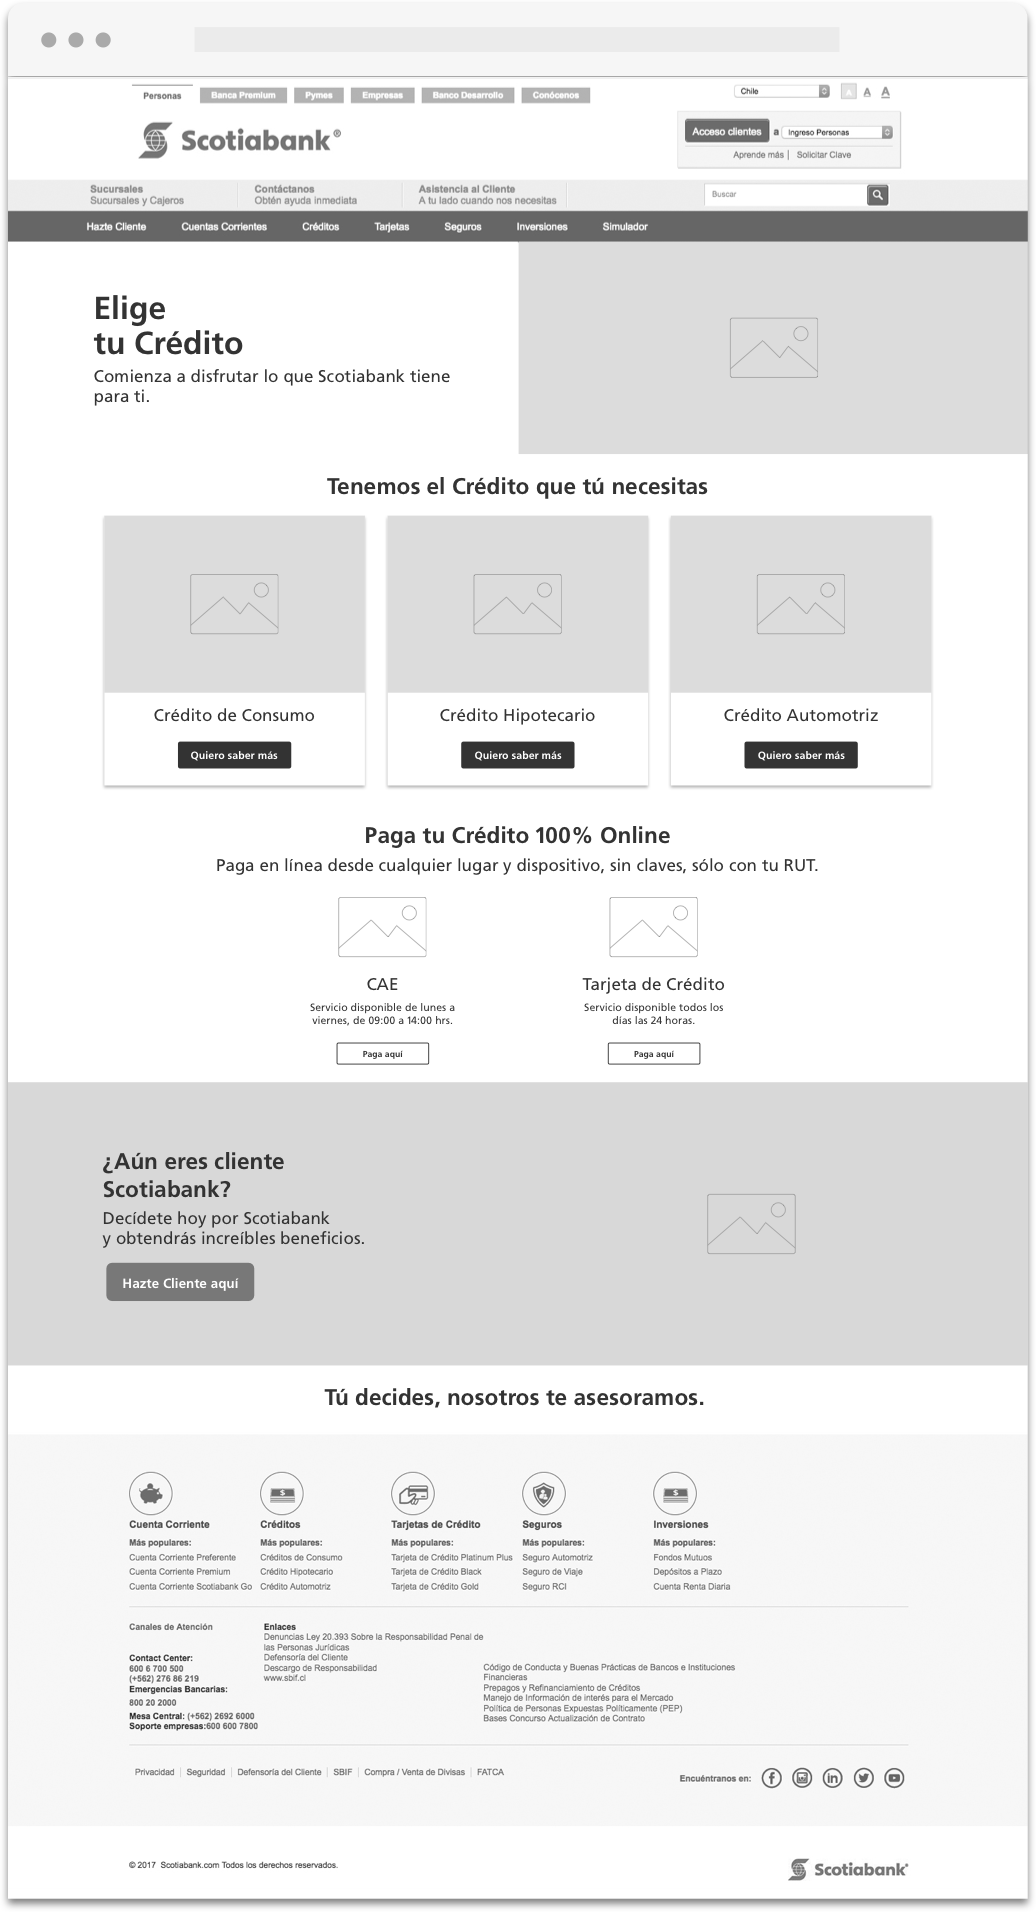 Personas
Banca Premium
Pymes
Empresas
Banco Desarrollo
Conócenos
Chile
A A A
Scotiabank®
Acceso clientes a Ingreso Personas
Aprende más | Solicitar Clave
Sucursales
Sucursales y Cajeros
Contáctanos
Obtén ayuda inmediata
Asistencia al Cliente
A tu lado cuando nos necesitas
Buscar
Hazte Cliente
Cuentas Corrientes
Créditos
Tarjetas
Seguros
Inversiones
Simulador
Elige
tu Crédito
Comienza a disfrutar lo que Scotiabank tiene
para ti.
Tenemos el Crédito que tú necesitas
Crédito de Consumo
Quiero saber más
Crédito Hipotecario
Quiero saber más
Crédito Automotriz
Quiero saber más
Paga tu Crédito 100% Online
Paga en línea desde cualquier lugar y dispositivo, sin claves, sólo con tu RUT.
CAE
Servicio disponible de lunes a
viernes, de 09:00 a 14:00 hrs.
Paga aquí
Tarjeta de Crédito
Servicio disponible todos los
días las 24 horas.
Paga aquí
¿Aún eres cliente
Scotiabank?
Decídete hoy por Scotiabank
y obtendrás increíbles beneficios.
Hazte Cliente aquí
Tú decides, nosotros te asesoramos.
Cuenta Corriente
Más populares:
Cuenta Corriente Preferente
Cuenta Corriente Premium
Cuenta Corriente Scotiabank Go
Créditos
Más populares:
Créditos de Consumo
Crédito Hipotecario
Crédito Automotriz
Tarjetas de Crédito
Más populares:
Tarjeta de Crédito Platinum Plus
Tarjeta de Crédito Black
Tarjeta de Crédito Gold
Seguros
Más populares:
Seguro Automotriz
Seguro de Viaje
Seguro RCI
Inversiones
Más populares:
Fondos Mutuos
Depósitos a Plazo
Cuenta Renta Diaria
Canales de Atención
Contact Center:
600 6 700 500
(+562) 276 86 219
Emergencias Bancarias:
800 20 2000
Mesa Central: (+562) 2692 6000
Soporte empresas:600 600 7800
Enlaces
Denuncias Ley 20.393 Sobre la Responsabilidad Penal de
las Personas Jurídicas
Defensoría del Cliente
Descargo de Responsabilidad
www.sbif.cl
Código de Conducta y Buenas Prácticas de Bancos e Instituciones
Financieras
Prepagos y Refinanciamiento de Créditos
Manejo de Información de interés para el Mercado
Política de Personas Expuestas Políticamente (PEP)
Bases Concurso Actualización de Contrato
Privacidad | Seguridad | Defensoría del Cliente | SBIF | Compra / Venta de Divisas | FATCA
Encuéntranos en:
© 2017 Scotiabank.com Todos los derechos reservados.
Scotiabank®